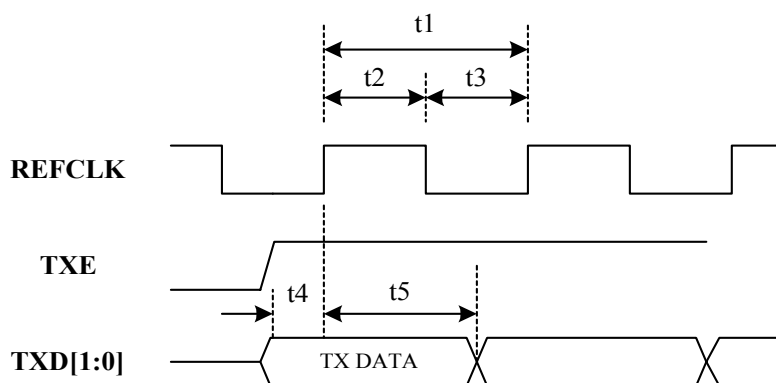 t1
t2 t3
REFCLK
TXE
t4 t5
TXD[1:0] TX DATA